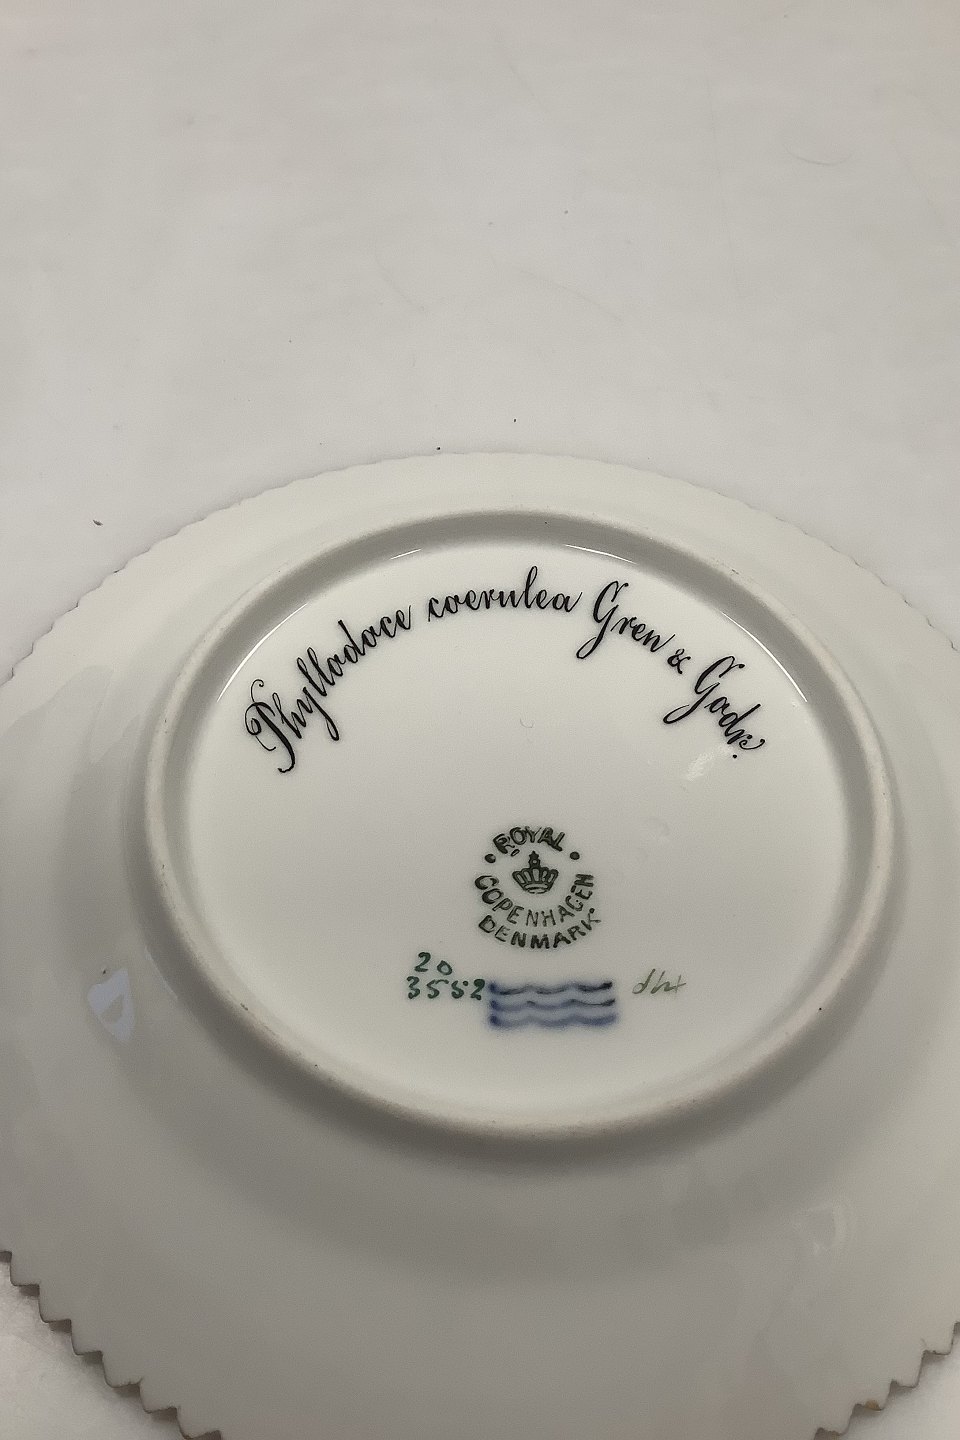 Phyllodoce coerulea Gren & Godr.
ROYAL
COPENHAGEN
DENMARK
20
3552